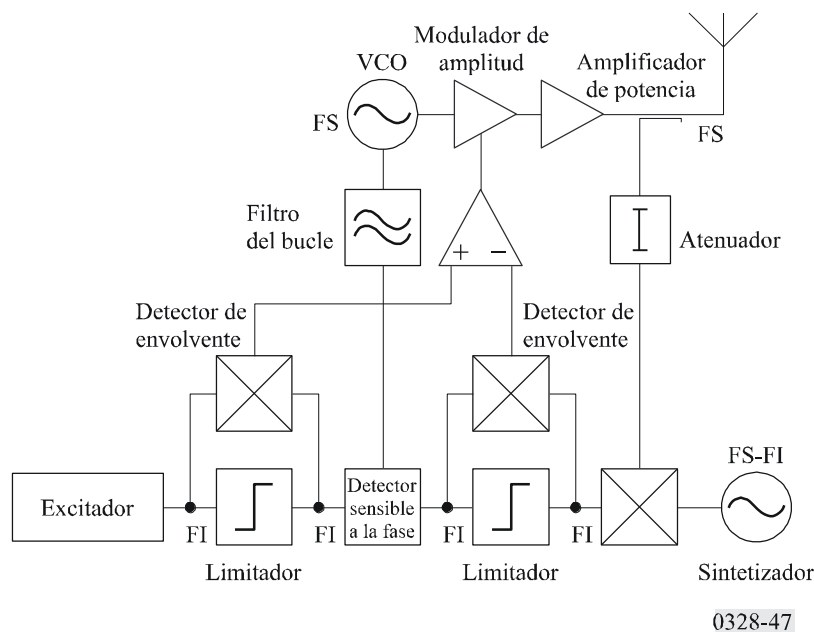 Modulador de
amplitud
VCO
Amplificador
de potencia
FS
FS
Filtro
del bucle
+ −
Atenuador
Detector de
envolvente
Detector de
envolvente
FS-FI
Excitador
Detector
sensible
a la fase
FI
FI
FI
FI
Limitador
Limitador
Sintetizador
0328-47